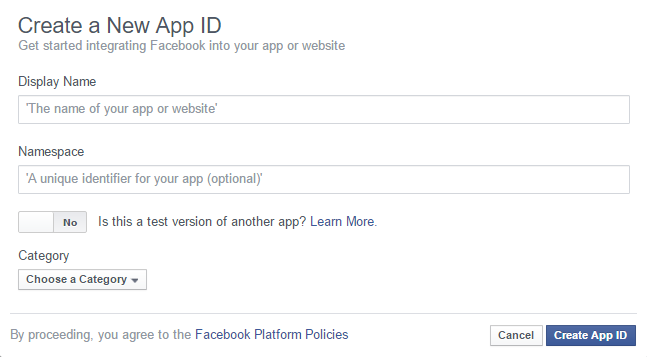 Create a New App ID
Get started integrating Facebook into your app or website
Display Name
'The name of your app or website'
Namespace
'A unique identifier for your app (optional)'
No Is this a test version of another app? Learn More.
Category
Choose a Category
By proceeding, you agree to the Facebook Platform Policies Cancel Create App ID